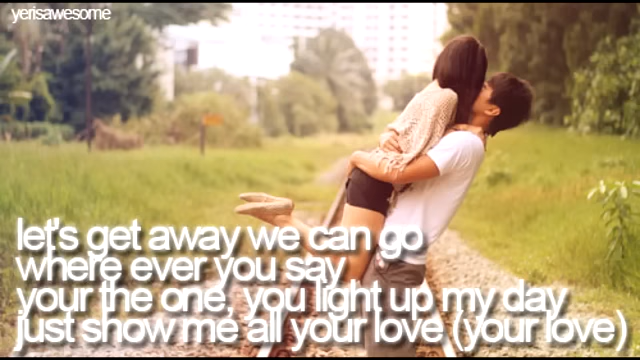 yerisawesome
let's get away we can go
where ever you say
your the one, you light up my day
just show me all your love (your love)